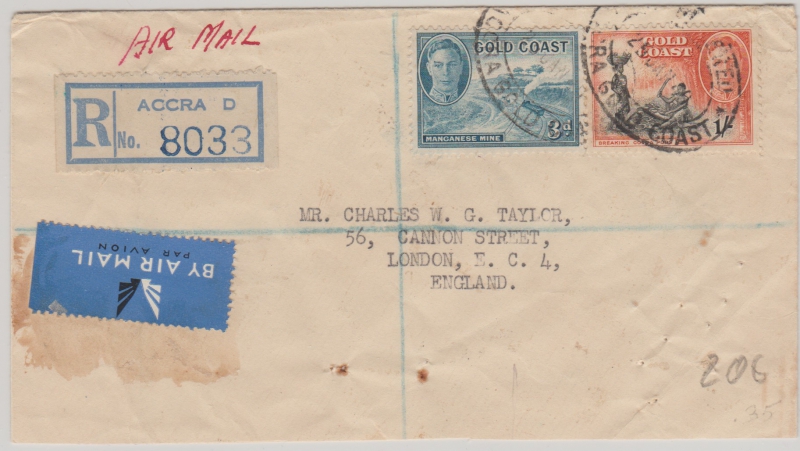 AIR MAIL
R
ACCRA D
No. 8033
GOLD COAST
3d
MANGANESE MINE
GOLD
COAST
1/-
MR. CHARLES W. G. TAYLOR,
56, CANNON STREET,
LONDON, E. C. 4,
ENGLAND.
BY AIR MAIL
PAR AVION
206
35